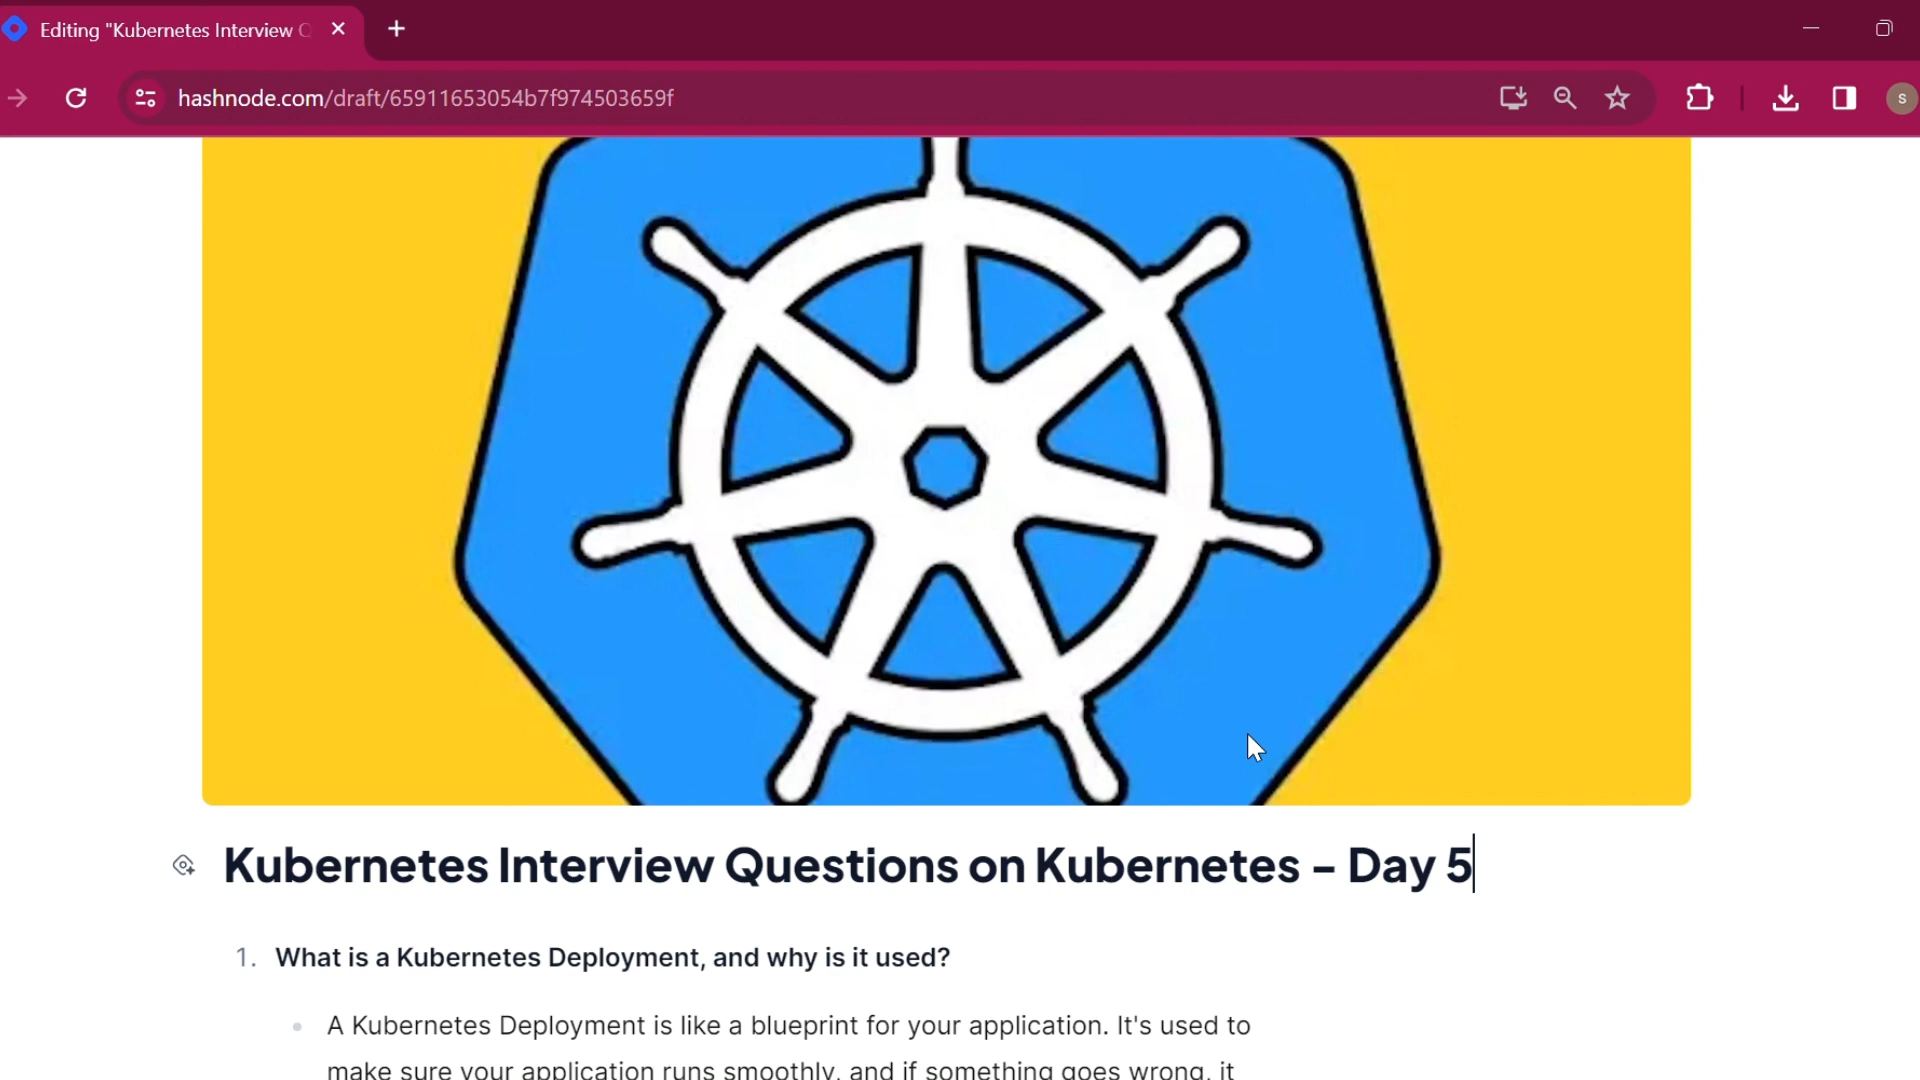 Editing "Kubernetes Interview Q
hashnode.com/draft/65911653054b7f974503659f
s
Kubernetes Interview Questions on Kubernetes – Day 5
1. What is a Kubernetes Deployment, and why is it used?
A Kubernetes Deployment is like a blueprint for your application. It's used to
make sure your application runs smoothly, and if something goes wrong, it